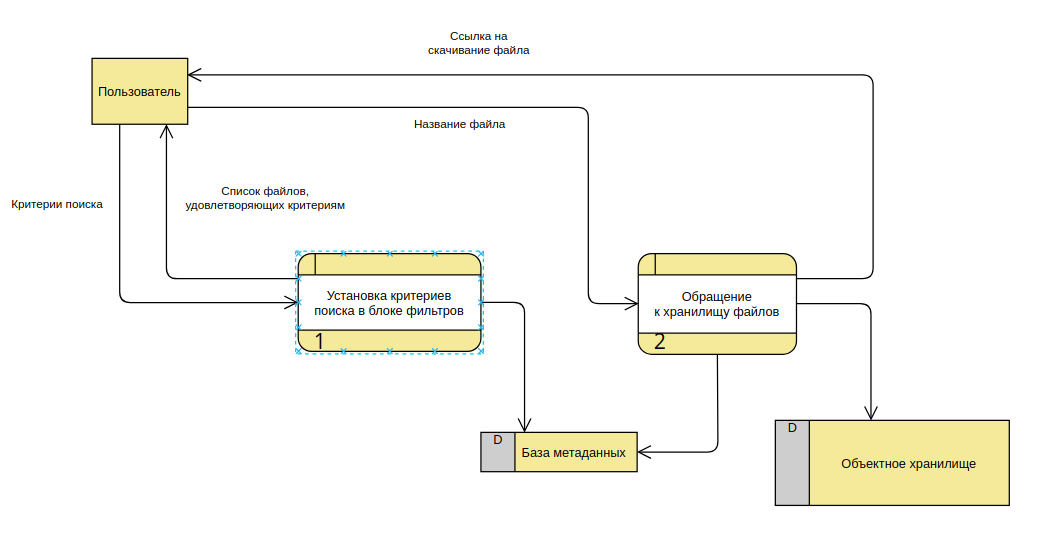 Ссылка на
скачивание файла
Пользователь
Название файла
Критерии поиска
Список файлов,
удовлетворяющих критериям
Установка критериев
поиска в блоке фильтров
1
Обращение
к хранилищу файлов
2
D
База метаданных
D
Объектное хранилище